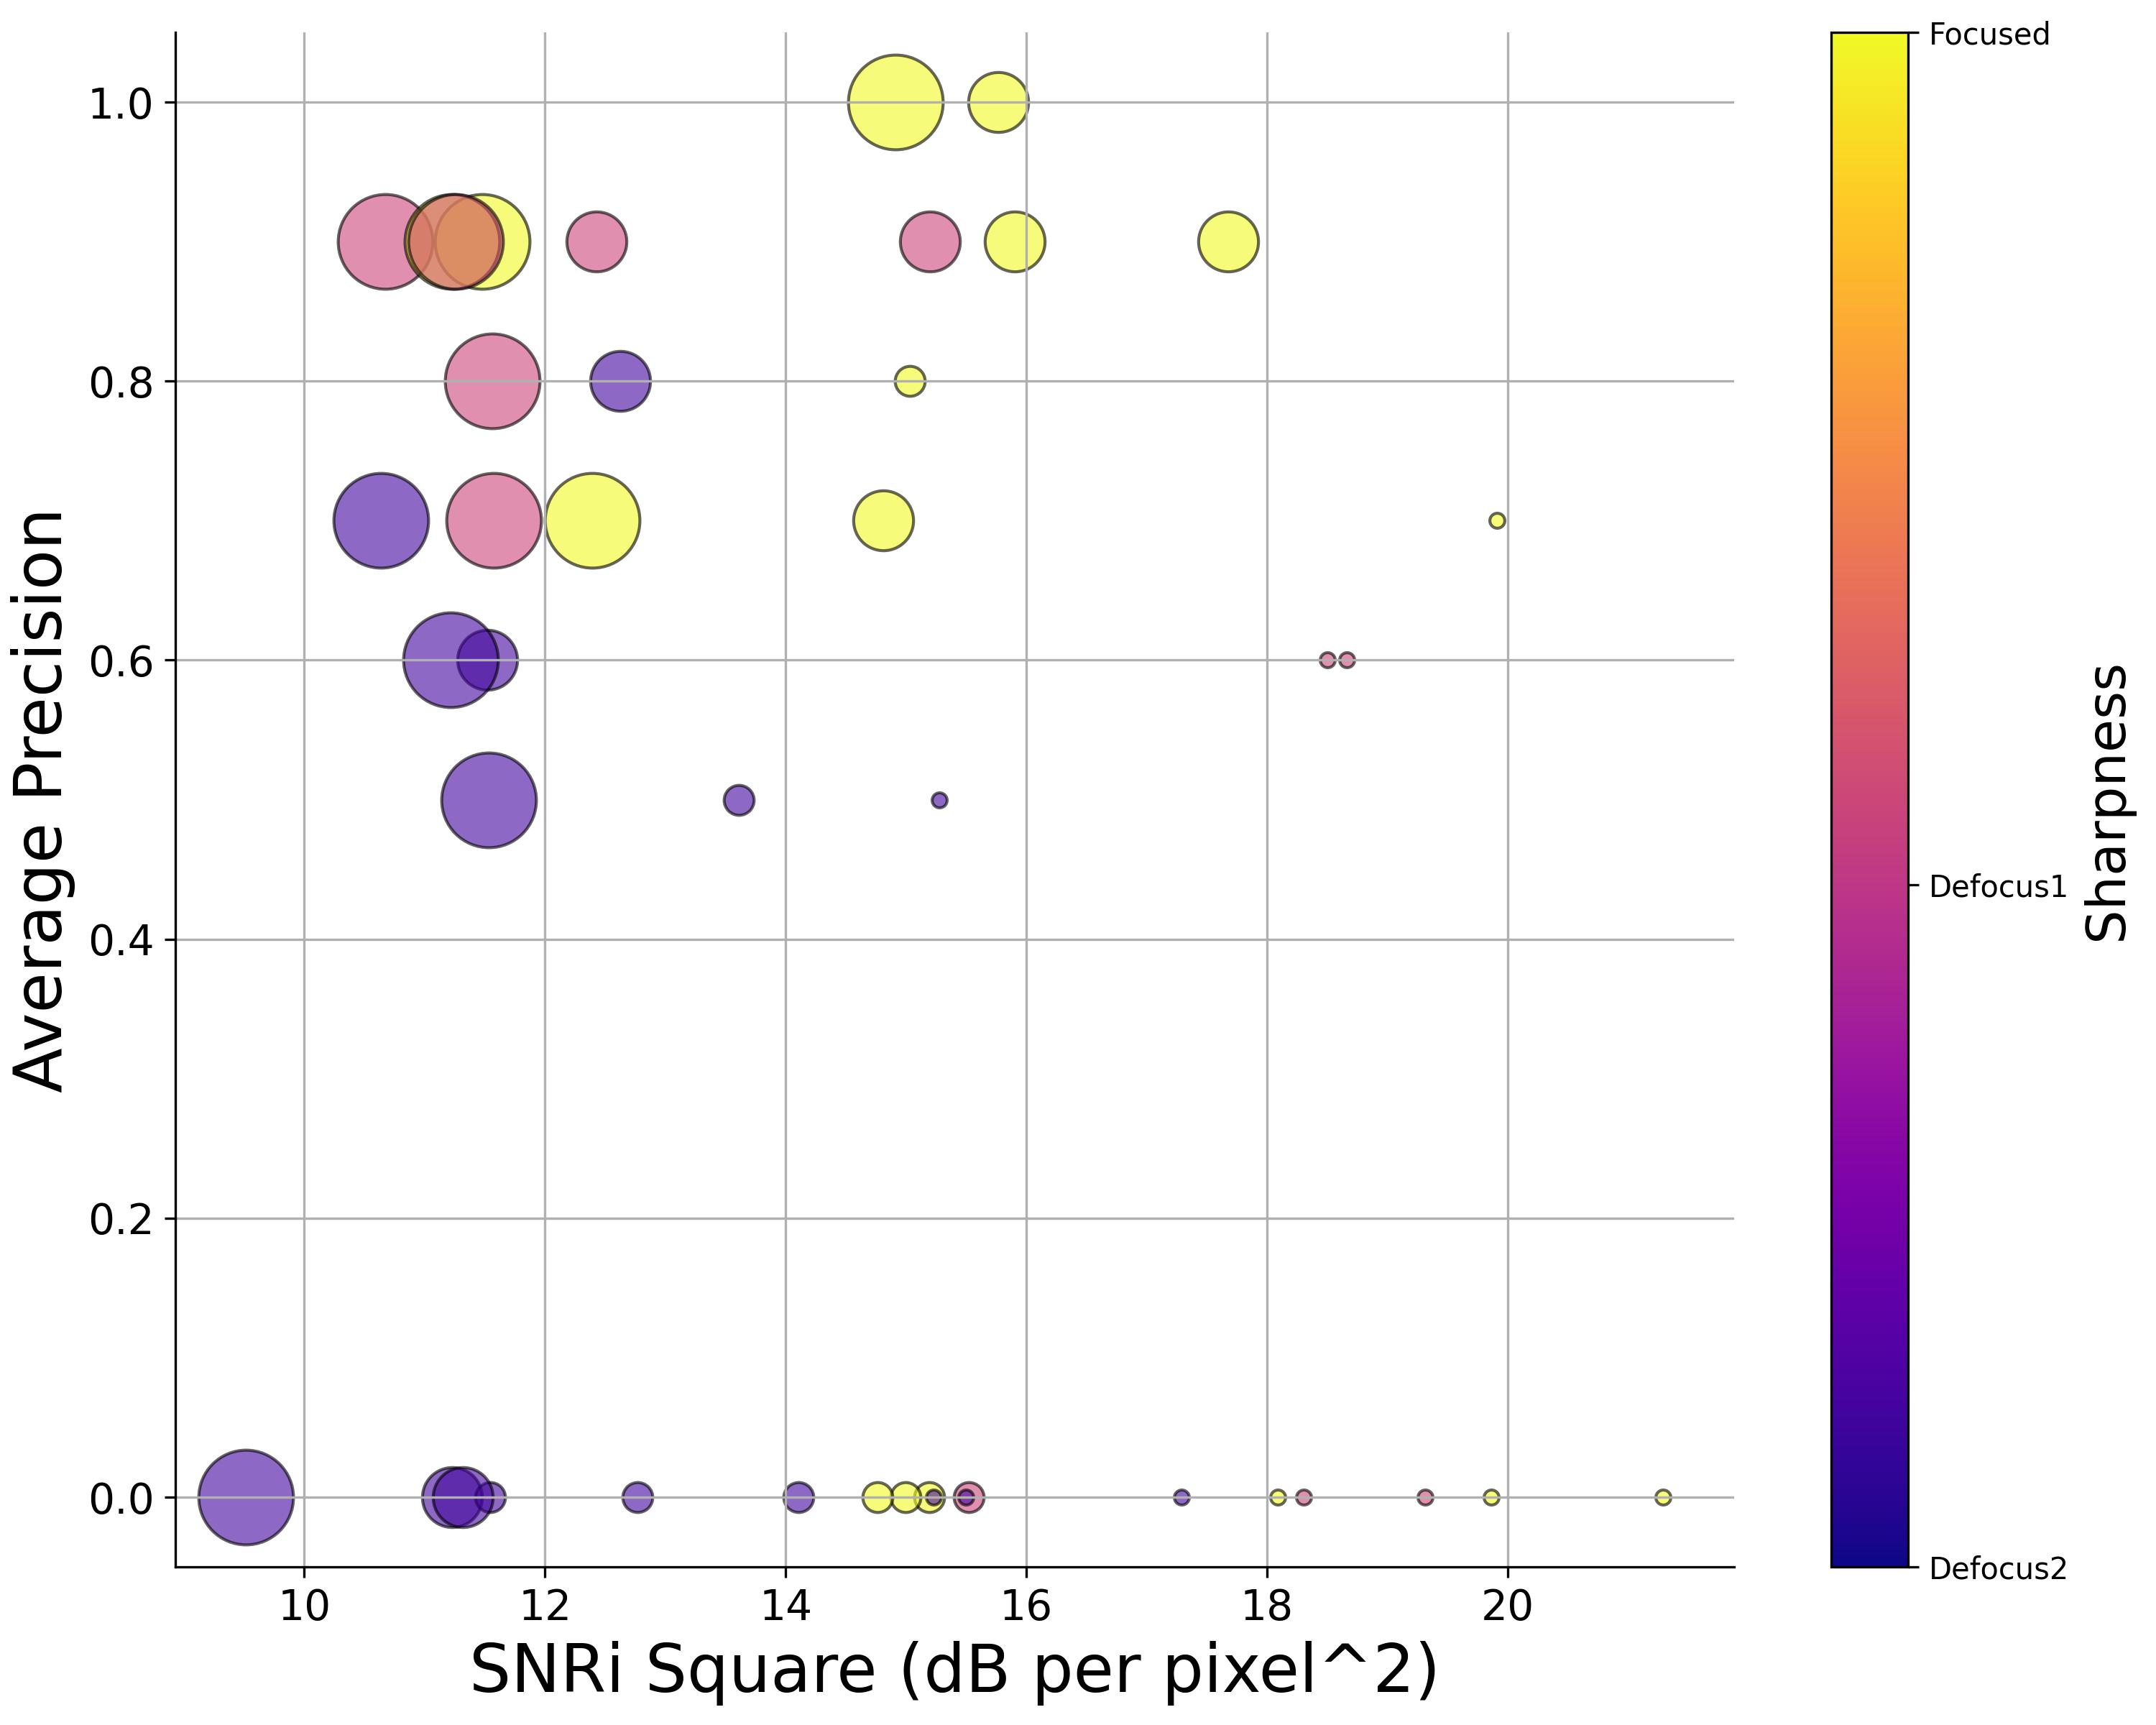 Average Precision
1.0
0.8
0.6
0.4
0.2
0.0
10 12 14 16 18 20
SNRi Square (dB per pixel^2)
Focused
Defocus1
Defocus2
Sharpness